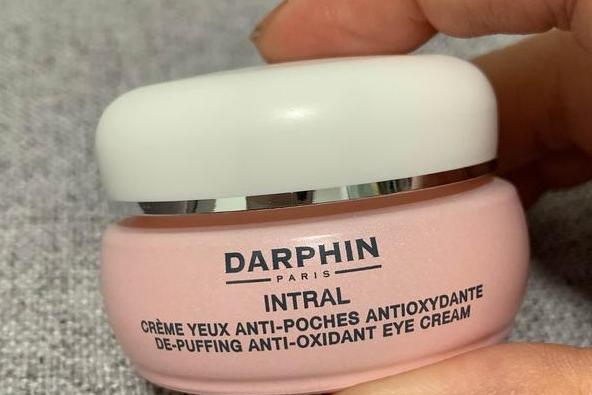 DARPHIN
PARIS
INTRAL
CRÈME YEUX ANTI-POCHES ANTIOXYDANTE
DE-PUFFING ANTI-OXIDANT EYE CREAM